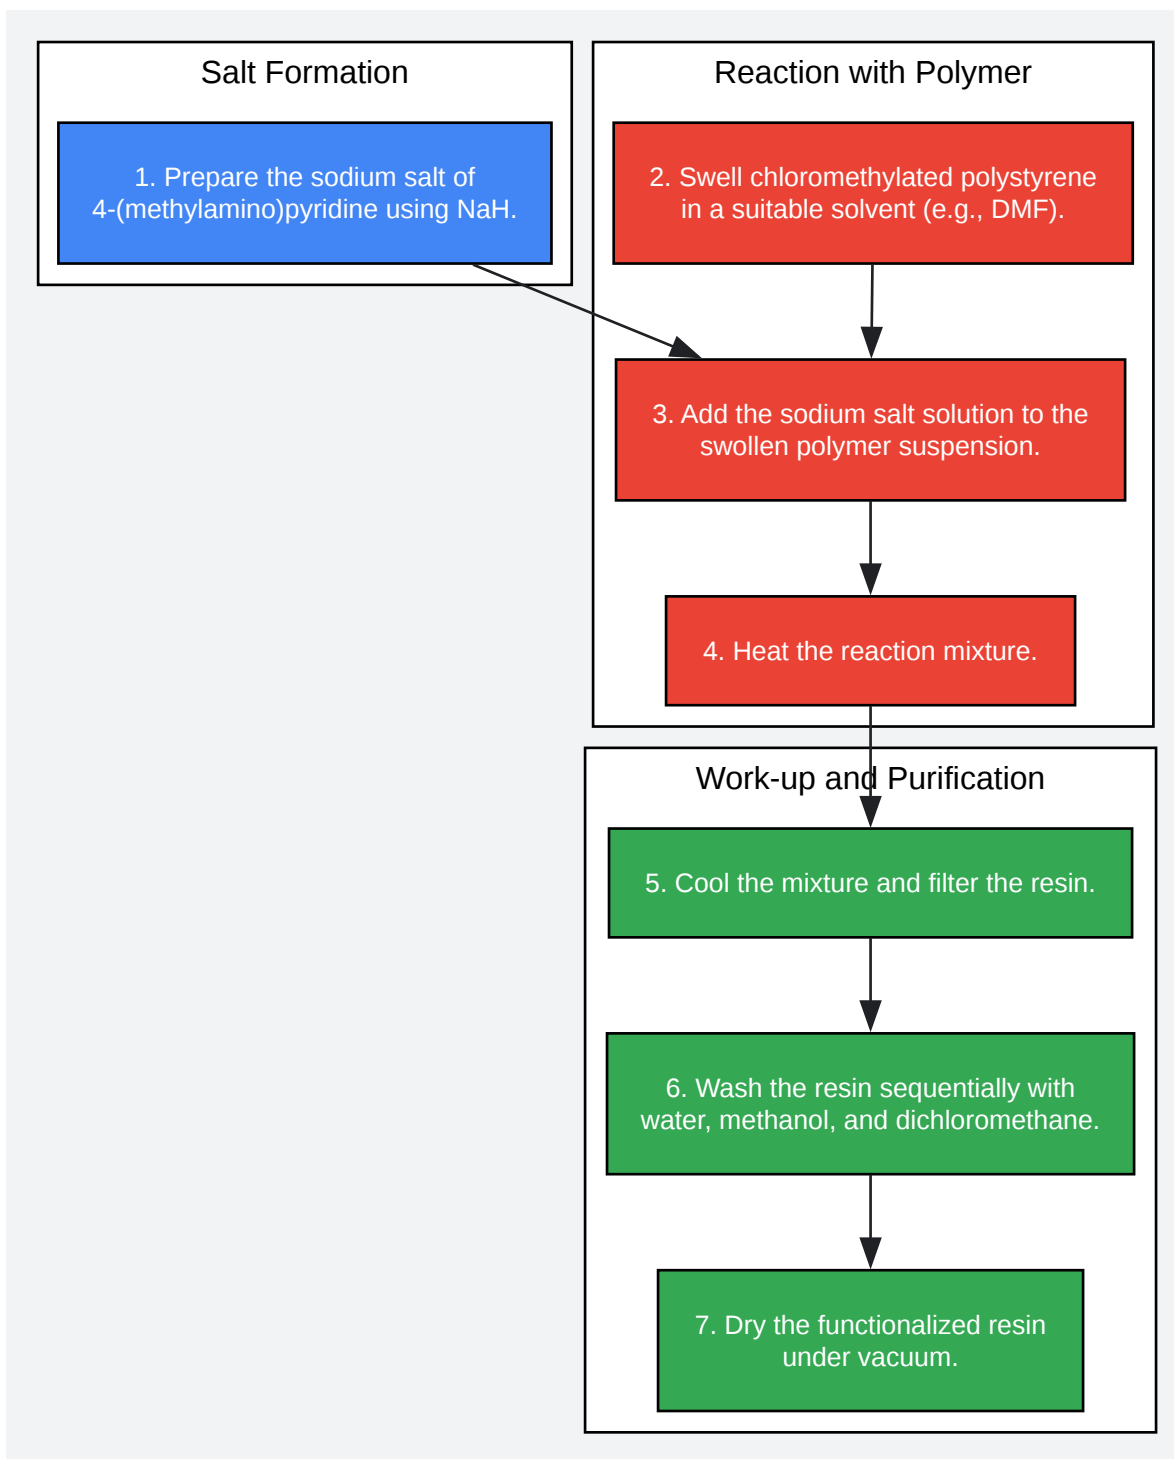 Salt Formation
1. Prepare the sodium salt of
4-(methylamino)pyridine using NaH.
Reaction with Polymer
2. Swell chloromethylated polystyrene
in a suitable solvent (e.g., DMF).
3. Add the sodium salt solution to the
swollen polymer suspension.
4. Heat the reaction mixture.
Work-up and Purification
5. Cool the mixture and filter the resin.
6. Wash the resin sequentially with
water, methanol, and dichloromethane.
7. Dry the functionalized resin
under vacuum.